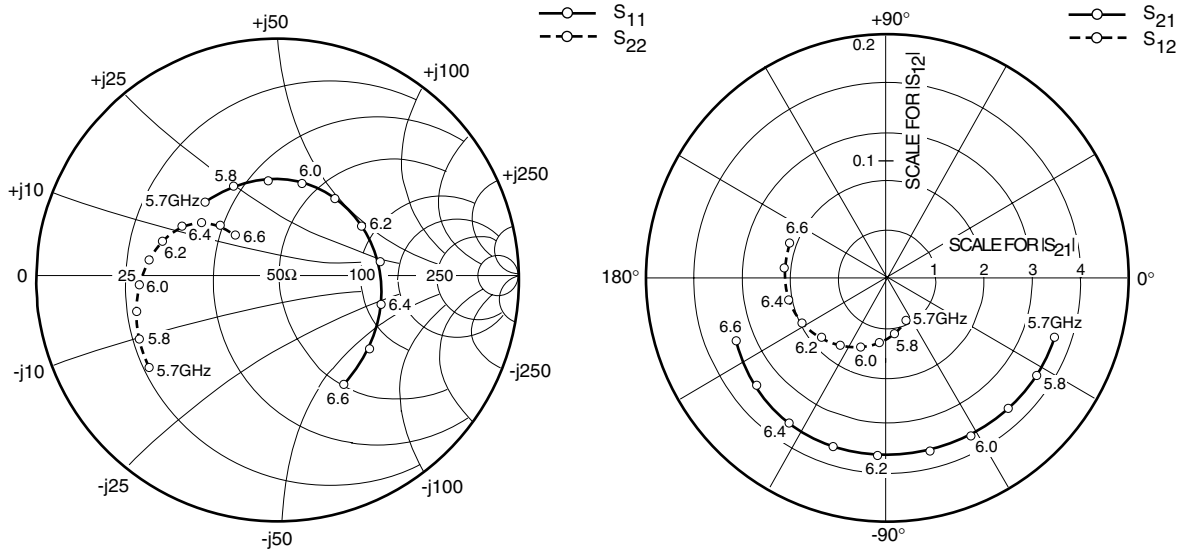 S11
S22
+j50
+j25
+j100
+j10
+j250
0
25
50Ω
100
250
-j10
-j250
-j25
-j100
-j50
5.7GHz
5.8
6.0
6.2
6.4
6.6
6.6
6.4
6.2
6.0
5.8
5.7GHz
S21
S12
+90°
0.2
0.1
SCALE FOR |S12|
SCALE FOR |S21|
1
2
3
4
180°
0°
-90°
6.6
6.4
6.2
6.0
5.8
5.7GHz
5.7GHz
5.8
6.0
6.2
6.4
6.6